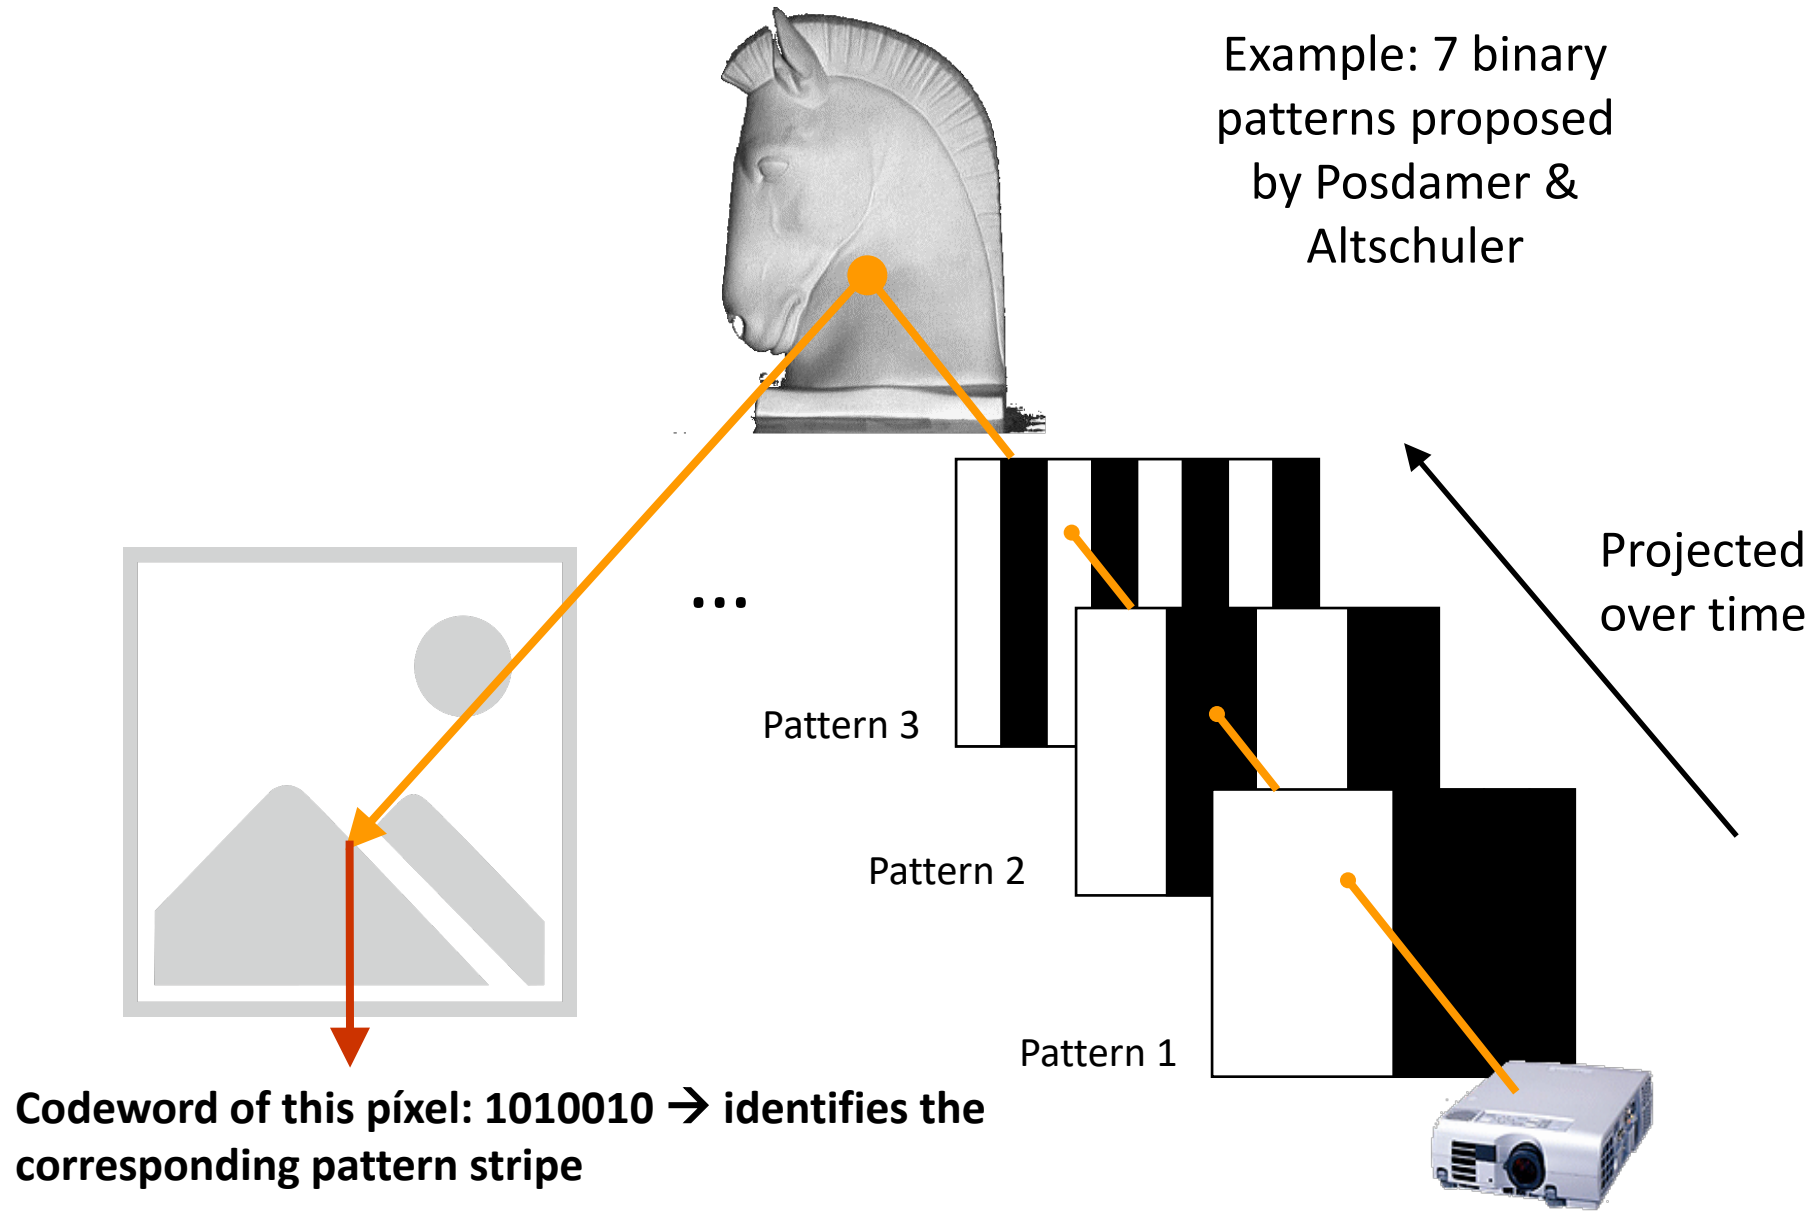 Example: 7 binary
patterns proposed
by Posdamer &
Altschuler
Projected
over time
...
Pattern 3
Pattern 2
Pattern 1
Codeword of this píxel: 1010010 → identifies the
corresponding pattern stripe